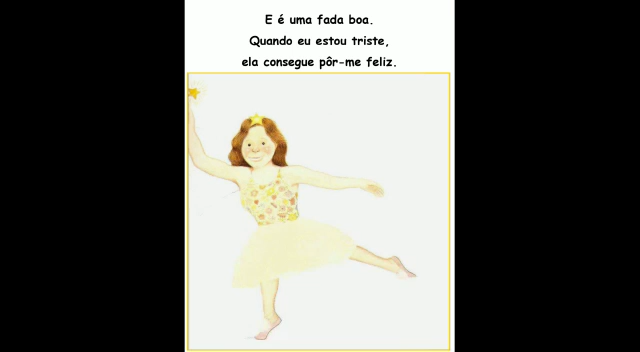 E é uma fada boa.
Quando eu estou triste,
ela consegue pôr-me feliz.